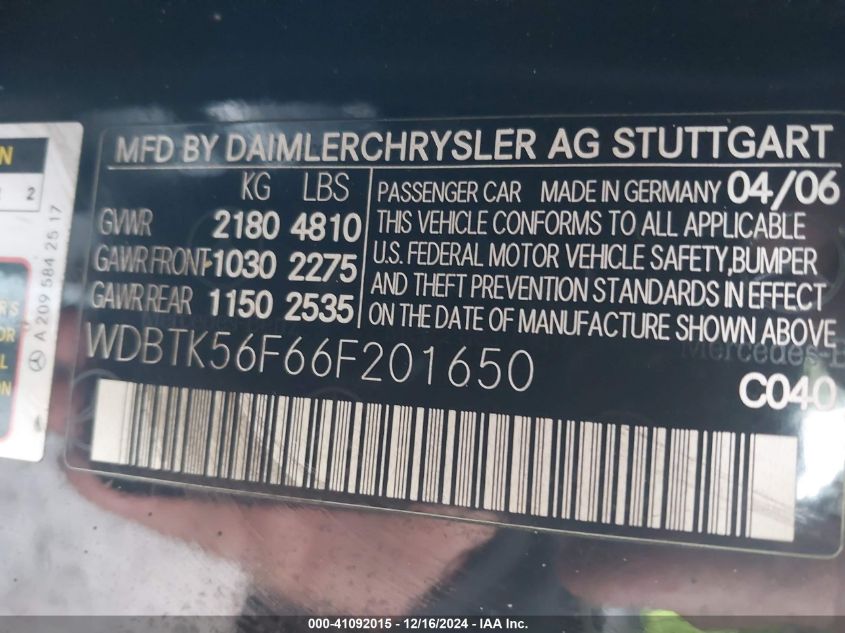 MFD BY DAIMLERCHRYSLER AG STUTTGART
KG LBS
GVWR 2180 4810
GAWR FRONT 1030 2275
GAWR REAR 1150 2535
PASSENGER CAR MADE IN GERMANY 04/06
THIS VEHICLE CONFORMS TO ALL APPLICABLE
U.S. FEDERAL MOTOR VEHICLE SAFETY, BUMPER
AND THEFT PREVENTION STANDARDS IN EFFECT
ON THE DATE OF MANUFACTURE SHOWN ABOVE
WDBTK56F66F201650
C040
A 209 584 25 17
2
000-41092015 - 12/16/2024 - IAA Inc.